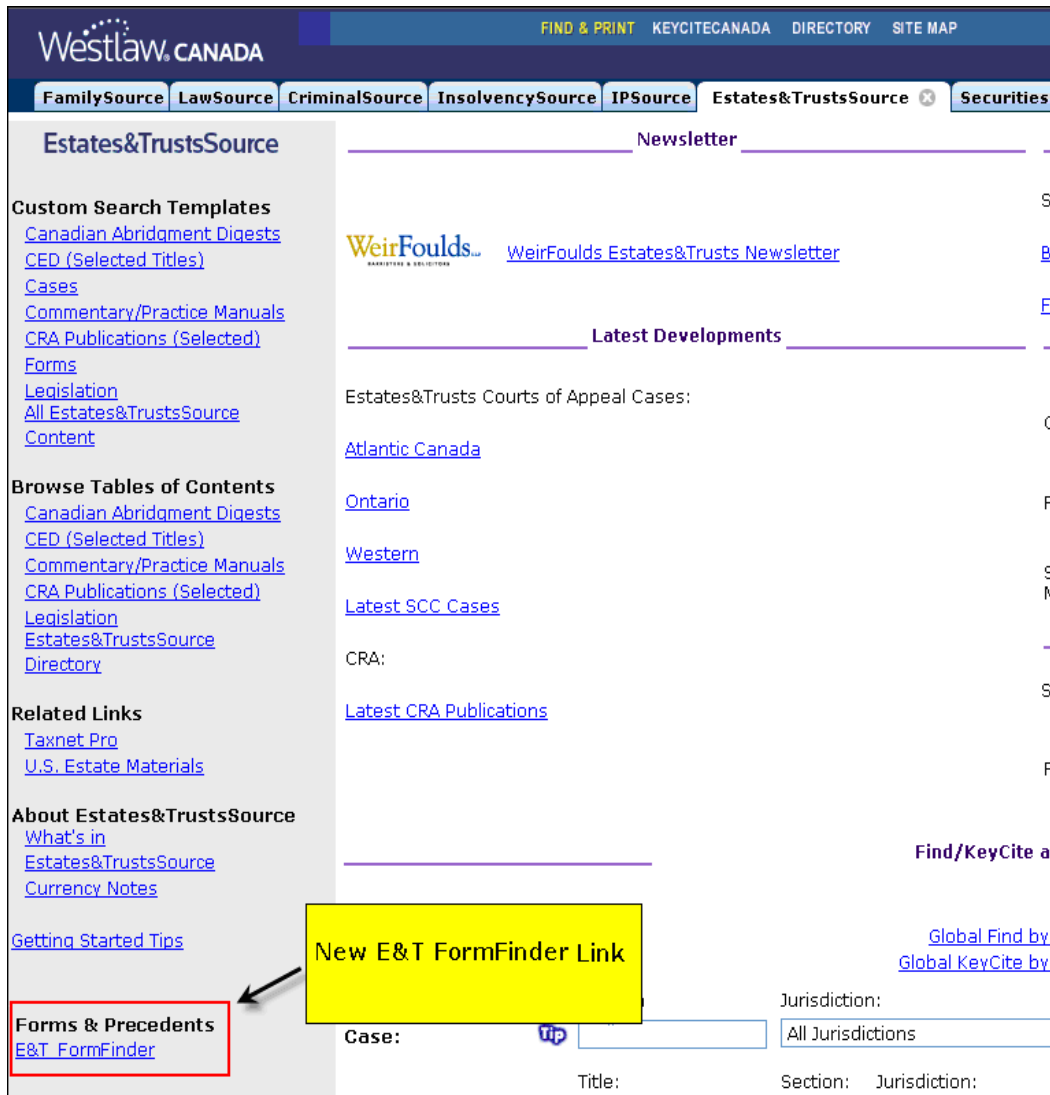 Westlaw. CANADA
FIND & PRINT KEYCITECANADA DIRECTORY SITE MAP
FamilySource LawSource CriminalSource InsolvencySource IPSource Estates&TrustsSource Securities
Estates&TrustsSource
Custom Search Templates
Canadian Abridgment Digests
CED (Selected Titles)
Cases
Commentary/Practice Manuals
CRA Publications (Selected)
Forms
Legislation
All Estates&TrustsSource
Content
Browse Tables of Contents
Canadian Abridgment Digests
CED (Selected Titles)
Commentary/Practice Manuals
CRA Publications (Selected)
Legislation
Estates&TrustsSource
Directory
Related Links
Taxnet Pro
U.S. Estate Materials
About Estates&TrustsSource
What's in
Estates&TrustsSource
Currency Notes
Getting Started Tips
Forms & Precedents
E&T FormFinder
Newsletter
WeirFoulds LLP
BARRISTERS & SOLICITORS
WeirFoulds Estates&Trusts Newsletter
Latest Developments
Estates&Trusts Courts of Appeal Cases:
Atlantic Canada
Ontario
Western
Latest SCC Cases
CRA:
Latest CRA Publications
Find/KeyCite a
New E&T FormFinder Link
Global Find by
Global KeyCite by
Jurisdiction:
Case: Tip All Jurisdictions
Title: Section: Jurisdiction: